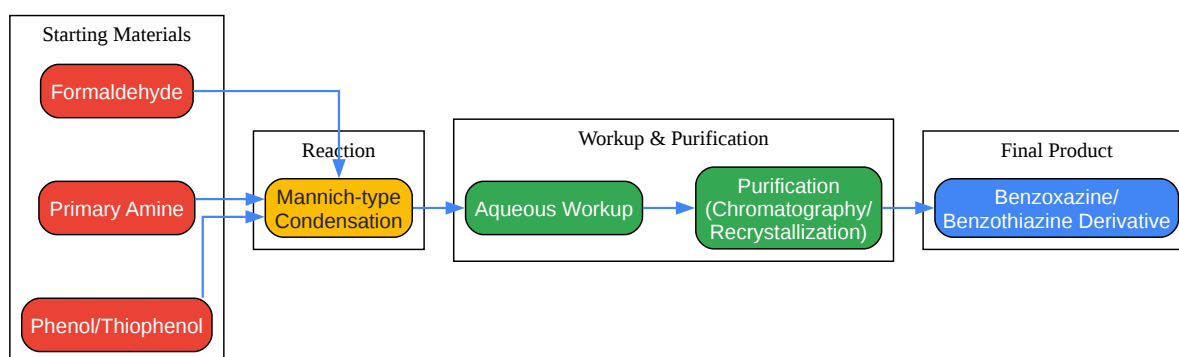 Starting Materials
Formaldehyde
Primary Amine
Phenol/Thiophenol
Reaction
Mannich-type
Condensation
Workup & Purification
Aqueous Workup
Purification
(Chromatography/
Recrystallization)
Final Product
Benzoxazine/
Benzothiazine Derivative